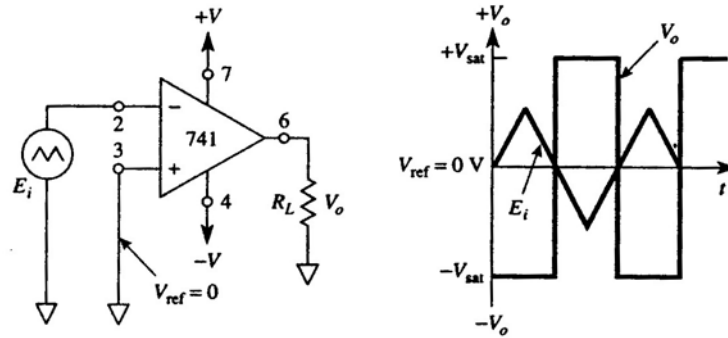 +V
7
−
2
741
6
3
+
E_i
4
R_L
V_o
−V
V_ref = 0
+V_o
+V_sat
V_o
V_ref = 0 V
E_i
t
−V_sat
−V_o